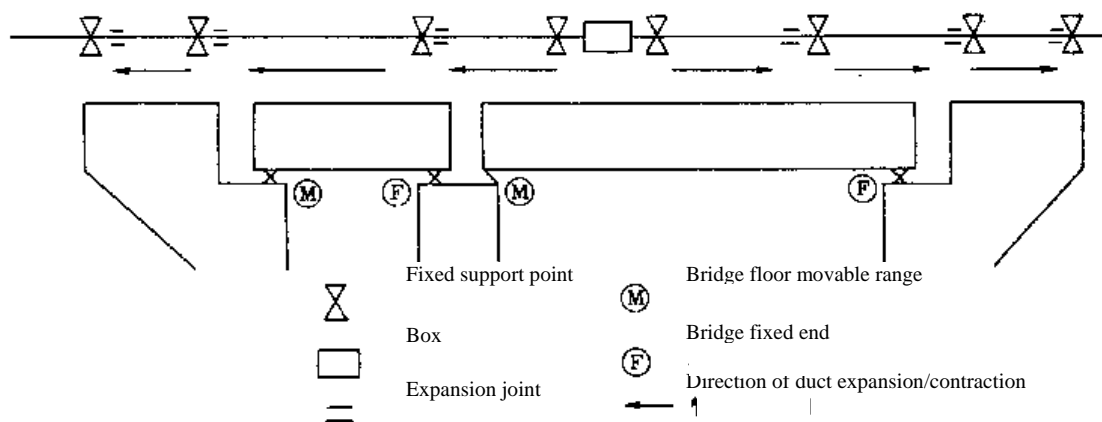 M
F
M
F
Fixed support point
Bridge floor movable range
M
Box
Bridge fixed end
F
Expansion joint
Direction of duct expansion/contraction